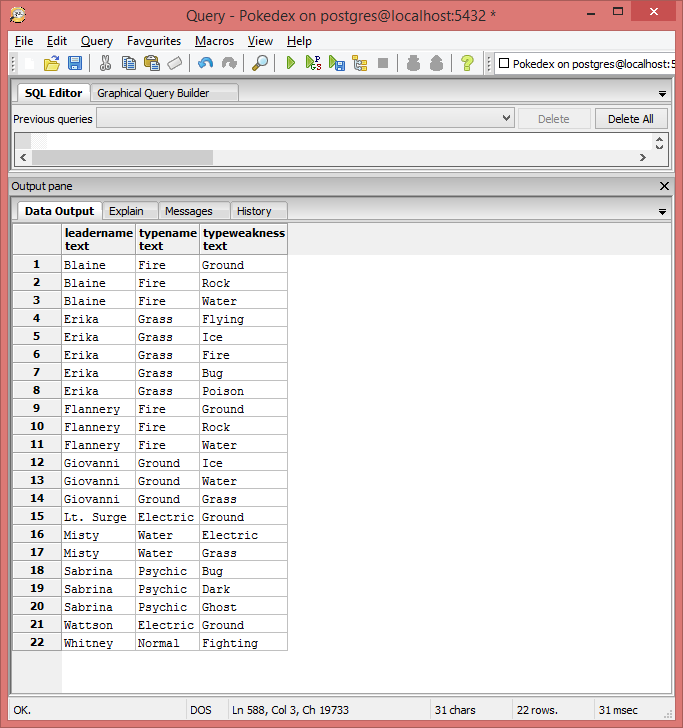 Query - Pokedex on postgres@localhost:5432 *
File Edit Query Favourites Macros View Help
Pokedex on postgres@localhost:5
SQL Editor Graphical Query Builder
Previous queries Delete Delete All
Output pane
Data Output Explain Messages History
leadername typename typeweakness
text text text
1 Blaine Fire Ground
2 Blaine Fire Rock
3 Blaine Fire Water
4 Erika Grass Flying
5 Erika Grass Ice
6 Erika Grass Fire
7 Erika Grass Bug
8 Erika Grass Poison
9 Flannery Fire Ground
10 Flannery Fire Rock
11 Flannery Fire Water
12 Giovanni Ground Ice
13 Giovanni Ground Water
14 Giovanni Ground Grass
15 Lt. Surge Electric Ground
16 Misty Water Electric
17 Misty Water Grass
18 Sabrina Psychic Bug
19 Sabrina Psychic Dark
20 Sabrina Psychic Ghost
21 Wattson Electric Ground
22 Whitney Normal Fighting
OK. DOS Ln 588, Col 3, Ch 19733 31 chars 22 rows. 31 msec